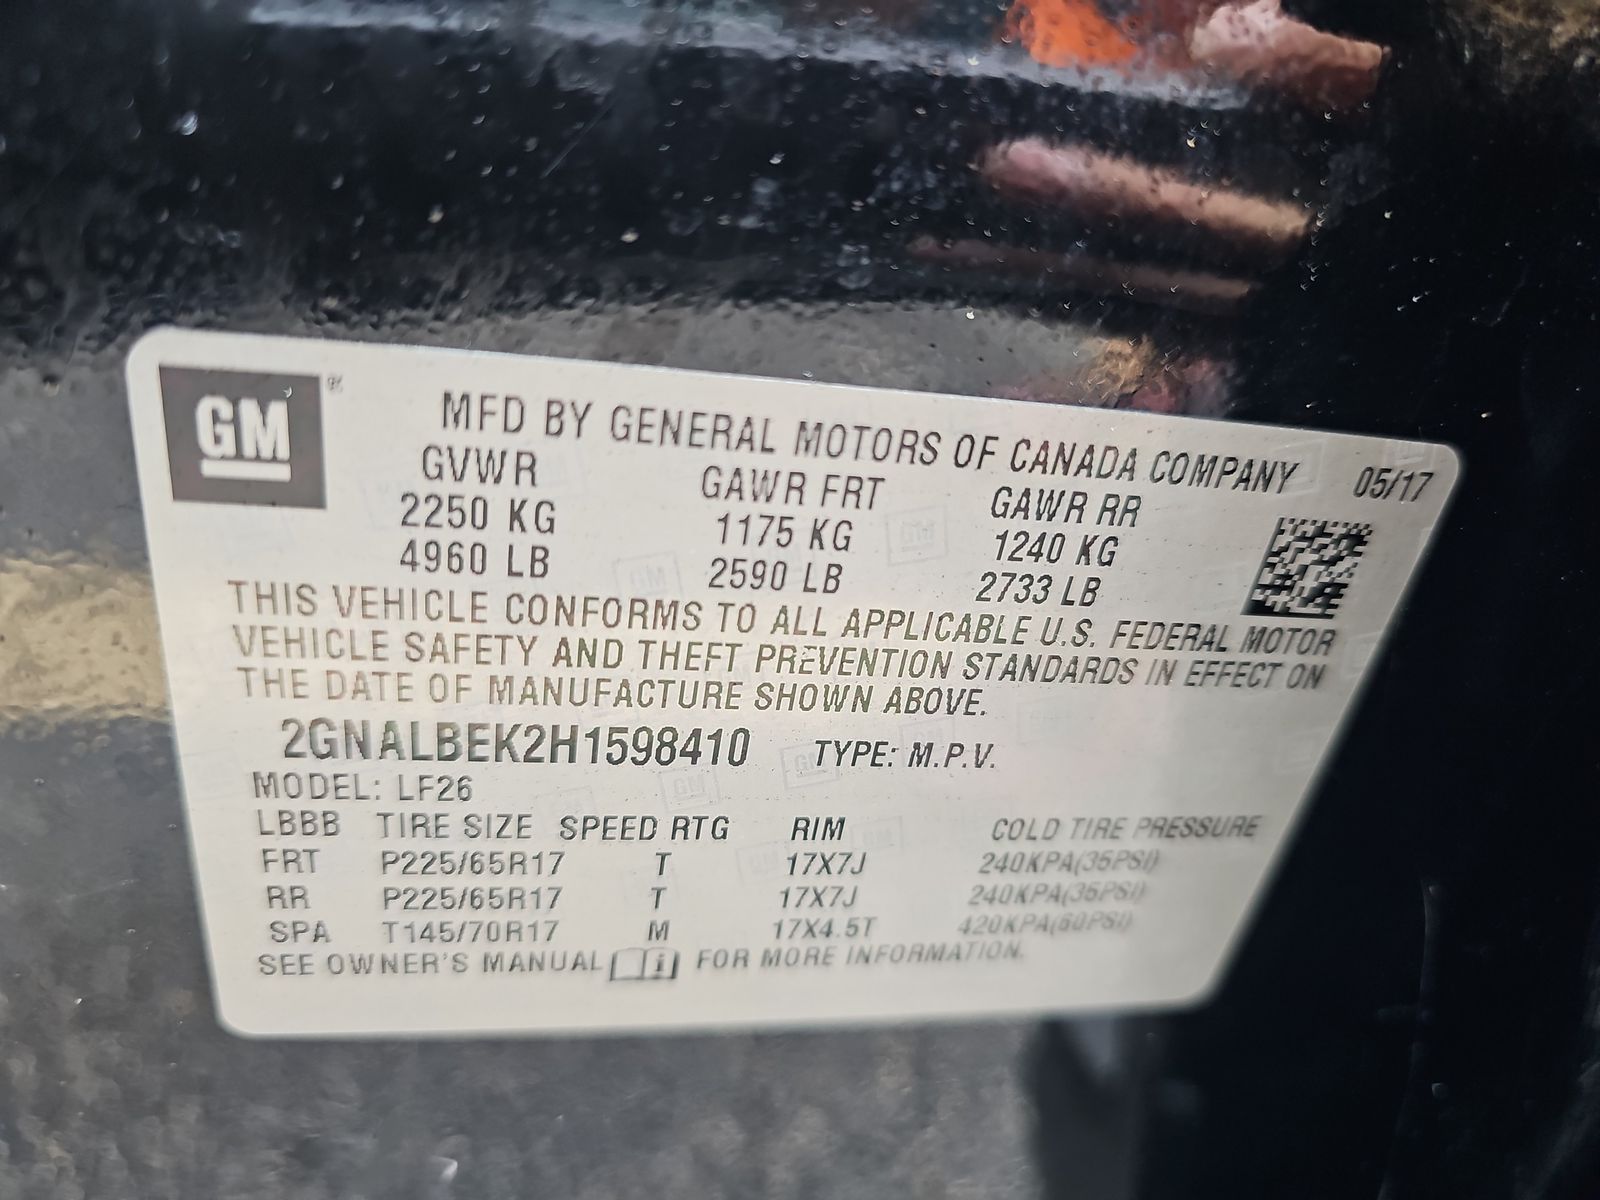 GM
MFD BY GENERAL MOTORS OF CANADA COMPANY 05/17
GVWR GAWR FRT GAWR RR
2250 KG 1175 KG 1240 KG
4960 LB 2590 LB 2733 LB
THIS VEHICLE CONFORMS TO ALL APPLICABLE U.S. FEDERAL MOTOR
VEHICLE SAFETY AND THEFT PREVENTION STANDARDS IN EFFECT ON
THE DATE OF MANUFACTURE SHOWN ABOVE.
2GNALBEK2H1598410 TYPE: M.P.V.
MODEL: LF26
LBBB TIRE SIZE SPEED RTG RIM COLD TIRE PRESSURE
FRT P225/65R17 T 17X7J 240KPA(35PSI)
RR P225/65R17 T 17X7J 240KPA(35PSI)
SPA T145/70R17 M 17X4.5T 420KPA(60PSI)
SEE OWNER'S MANUAL i FOR MORE INFORMATION.